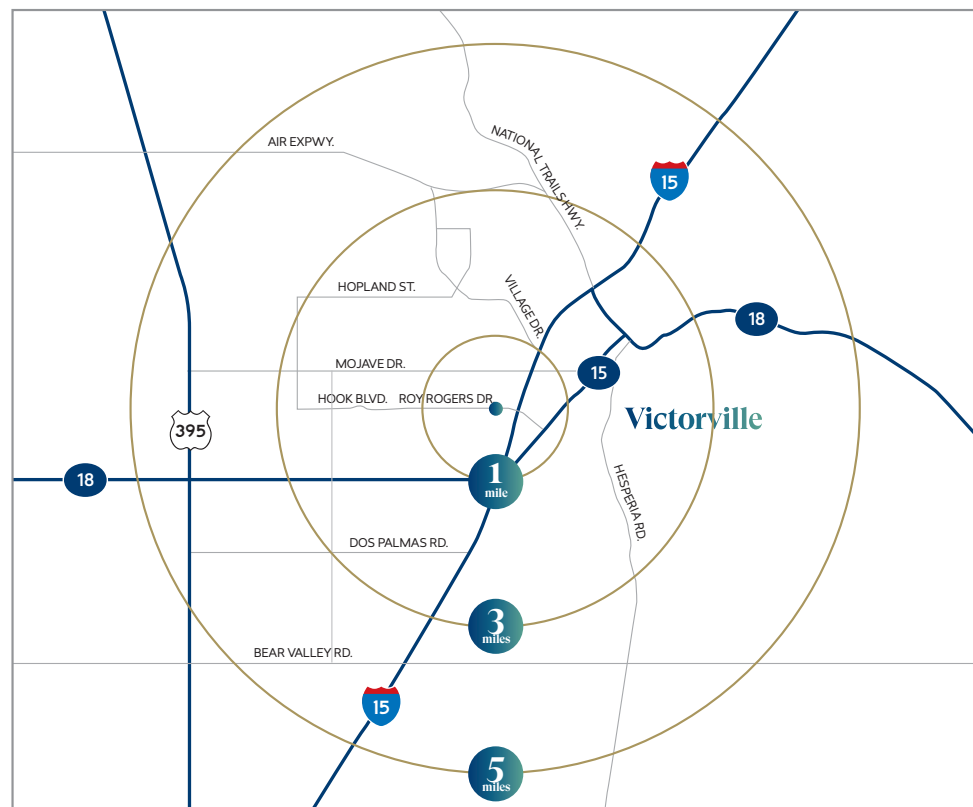 AIR EXPWY.
NATIONAL TRAILS HWY.
15
HOPLAND ST.
VILLAGE DR.
18
MOJAVE DR.
15
HOOK BLVD.
ROY ROGERS DR.
Victorville
395
18
1
mile
HESPERIA RD.
DOS PALMAS RD.
3
miles
BEAR VALLEY RD.
15
5
miles